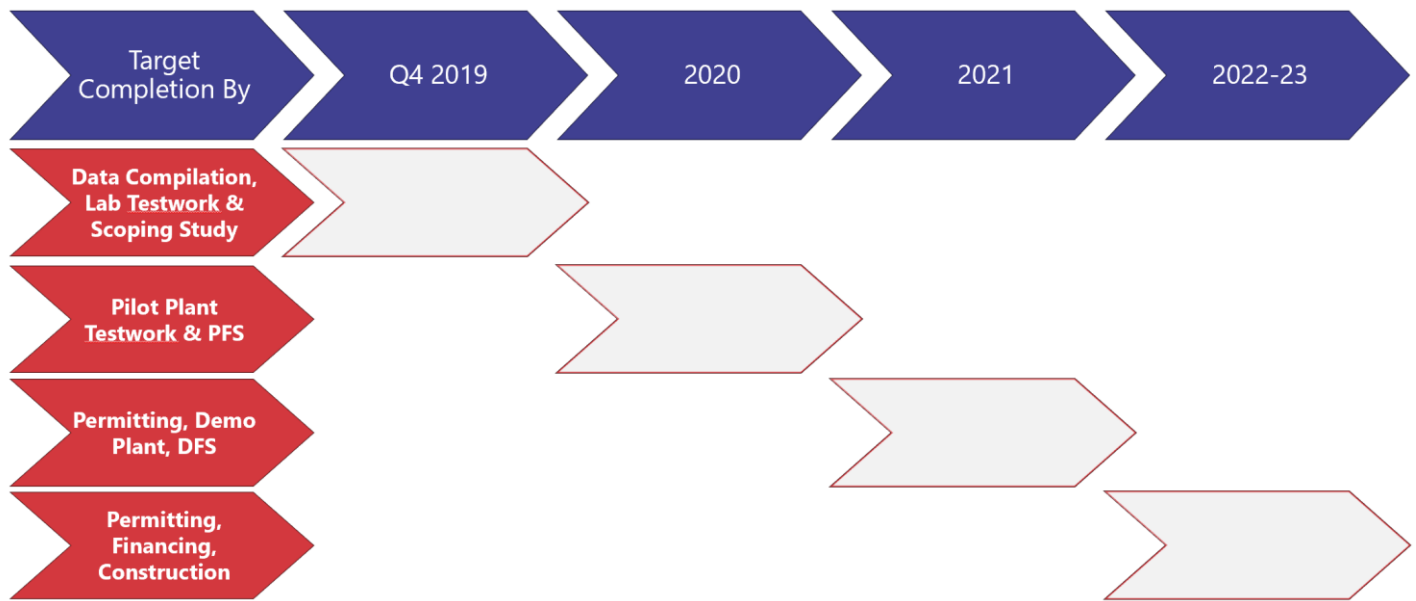 Target
Completion By
Q4 2019
2020
2021
2022-23
Data Compilation,
Lab Testwork &
Scoping Study
Pilot Plant
Testwork & PFS
Permitting, Demo
Plant, DFS
Permitting,
Financing,
Construction